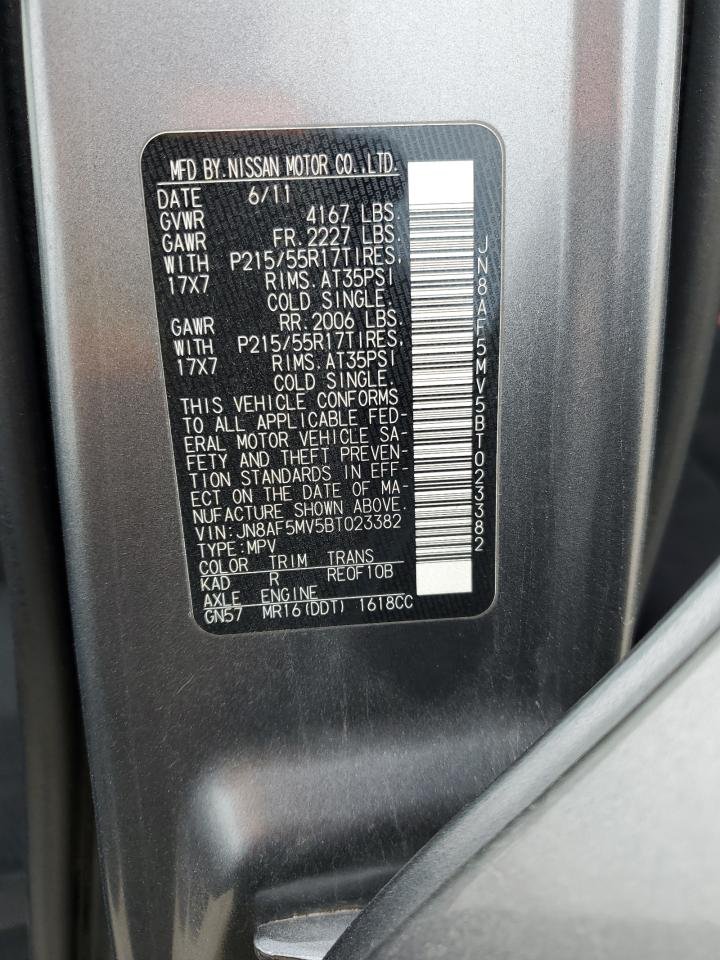 MFD BY.NISSAN MOTOR CO.,LTD.
DATE 6/11
GVWR 4167 LBS.
GAWR FR.2227 LBS.
WITH P215/55R17TIRES,
17X7 RIMS.AT35PSI
COLD SINGLE.
GAWR RR.2006 LBS.
WITH P215/55R17TIRES,
17X7 RIMS.AT35PSI
COLD SINGLE.
THIS VEHICLE CONFORMS
TO ALL APPLICABLE FED-
ERAL MOTOR VEHICLE SA-
FETY AND THEFT PREVEN-
TION STANDARDS IN EFF-
ECT ON THE DATE OF MA-
NUFACTURE SHOWN ABOVE.
VIN:JN8AF5MV5BT023382
TYPE:MPV
COLOR TRIM TRANS
KAD R RE0F10B
AXLE ENGINE
GN57 MR16(DDT) 1618CC
JN8AF5MV5BT023382